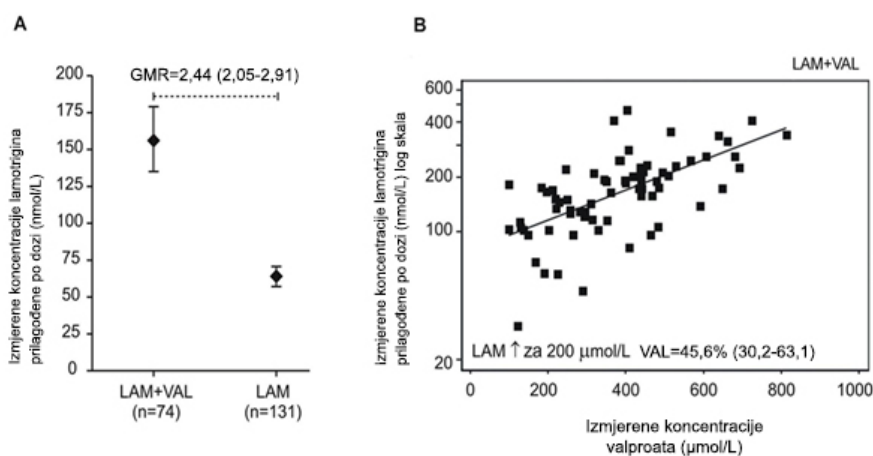 A
Izmjerene koncentracije lamotrigina
prilagođene po dozi (nmol/L)
200
175
150
125
100
75
50
25
0
GMR=2,44 (2,05-2,91)
LAM+VAL
(n=74)
LAM
(n=131)
B
LAM+VAL
Izmjerene koncentracije lamotrigina
prilagođene po dozi (nmol/L) log skala
600
400
200
100
20
LAM ↑ za 200 µmol/L VAL=45,6% (30,2-63,1)
0
200
400
600
800
1000
Izmjerene koncentracije
valproata (µmol/L)